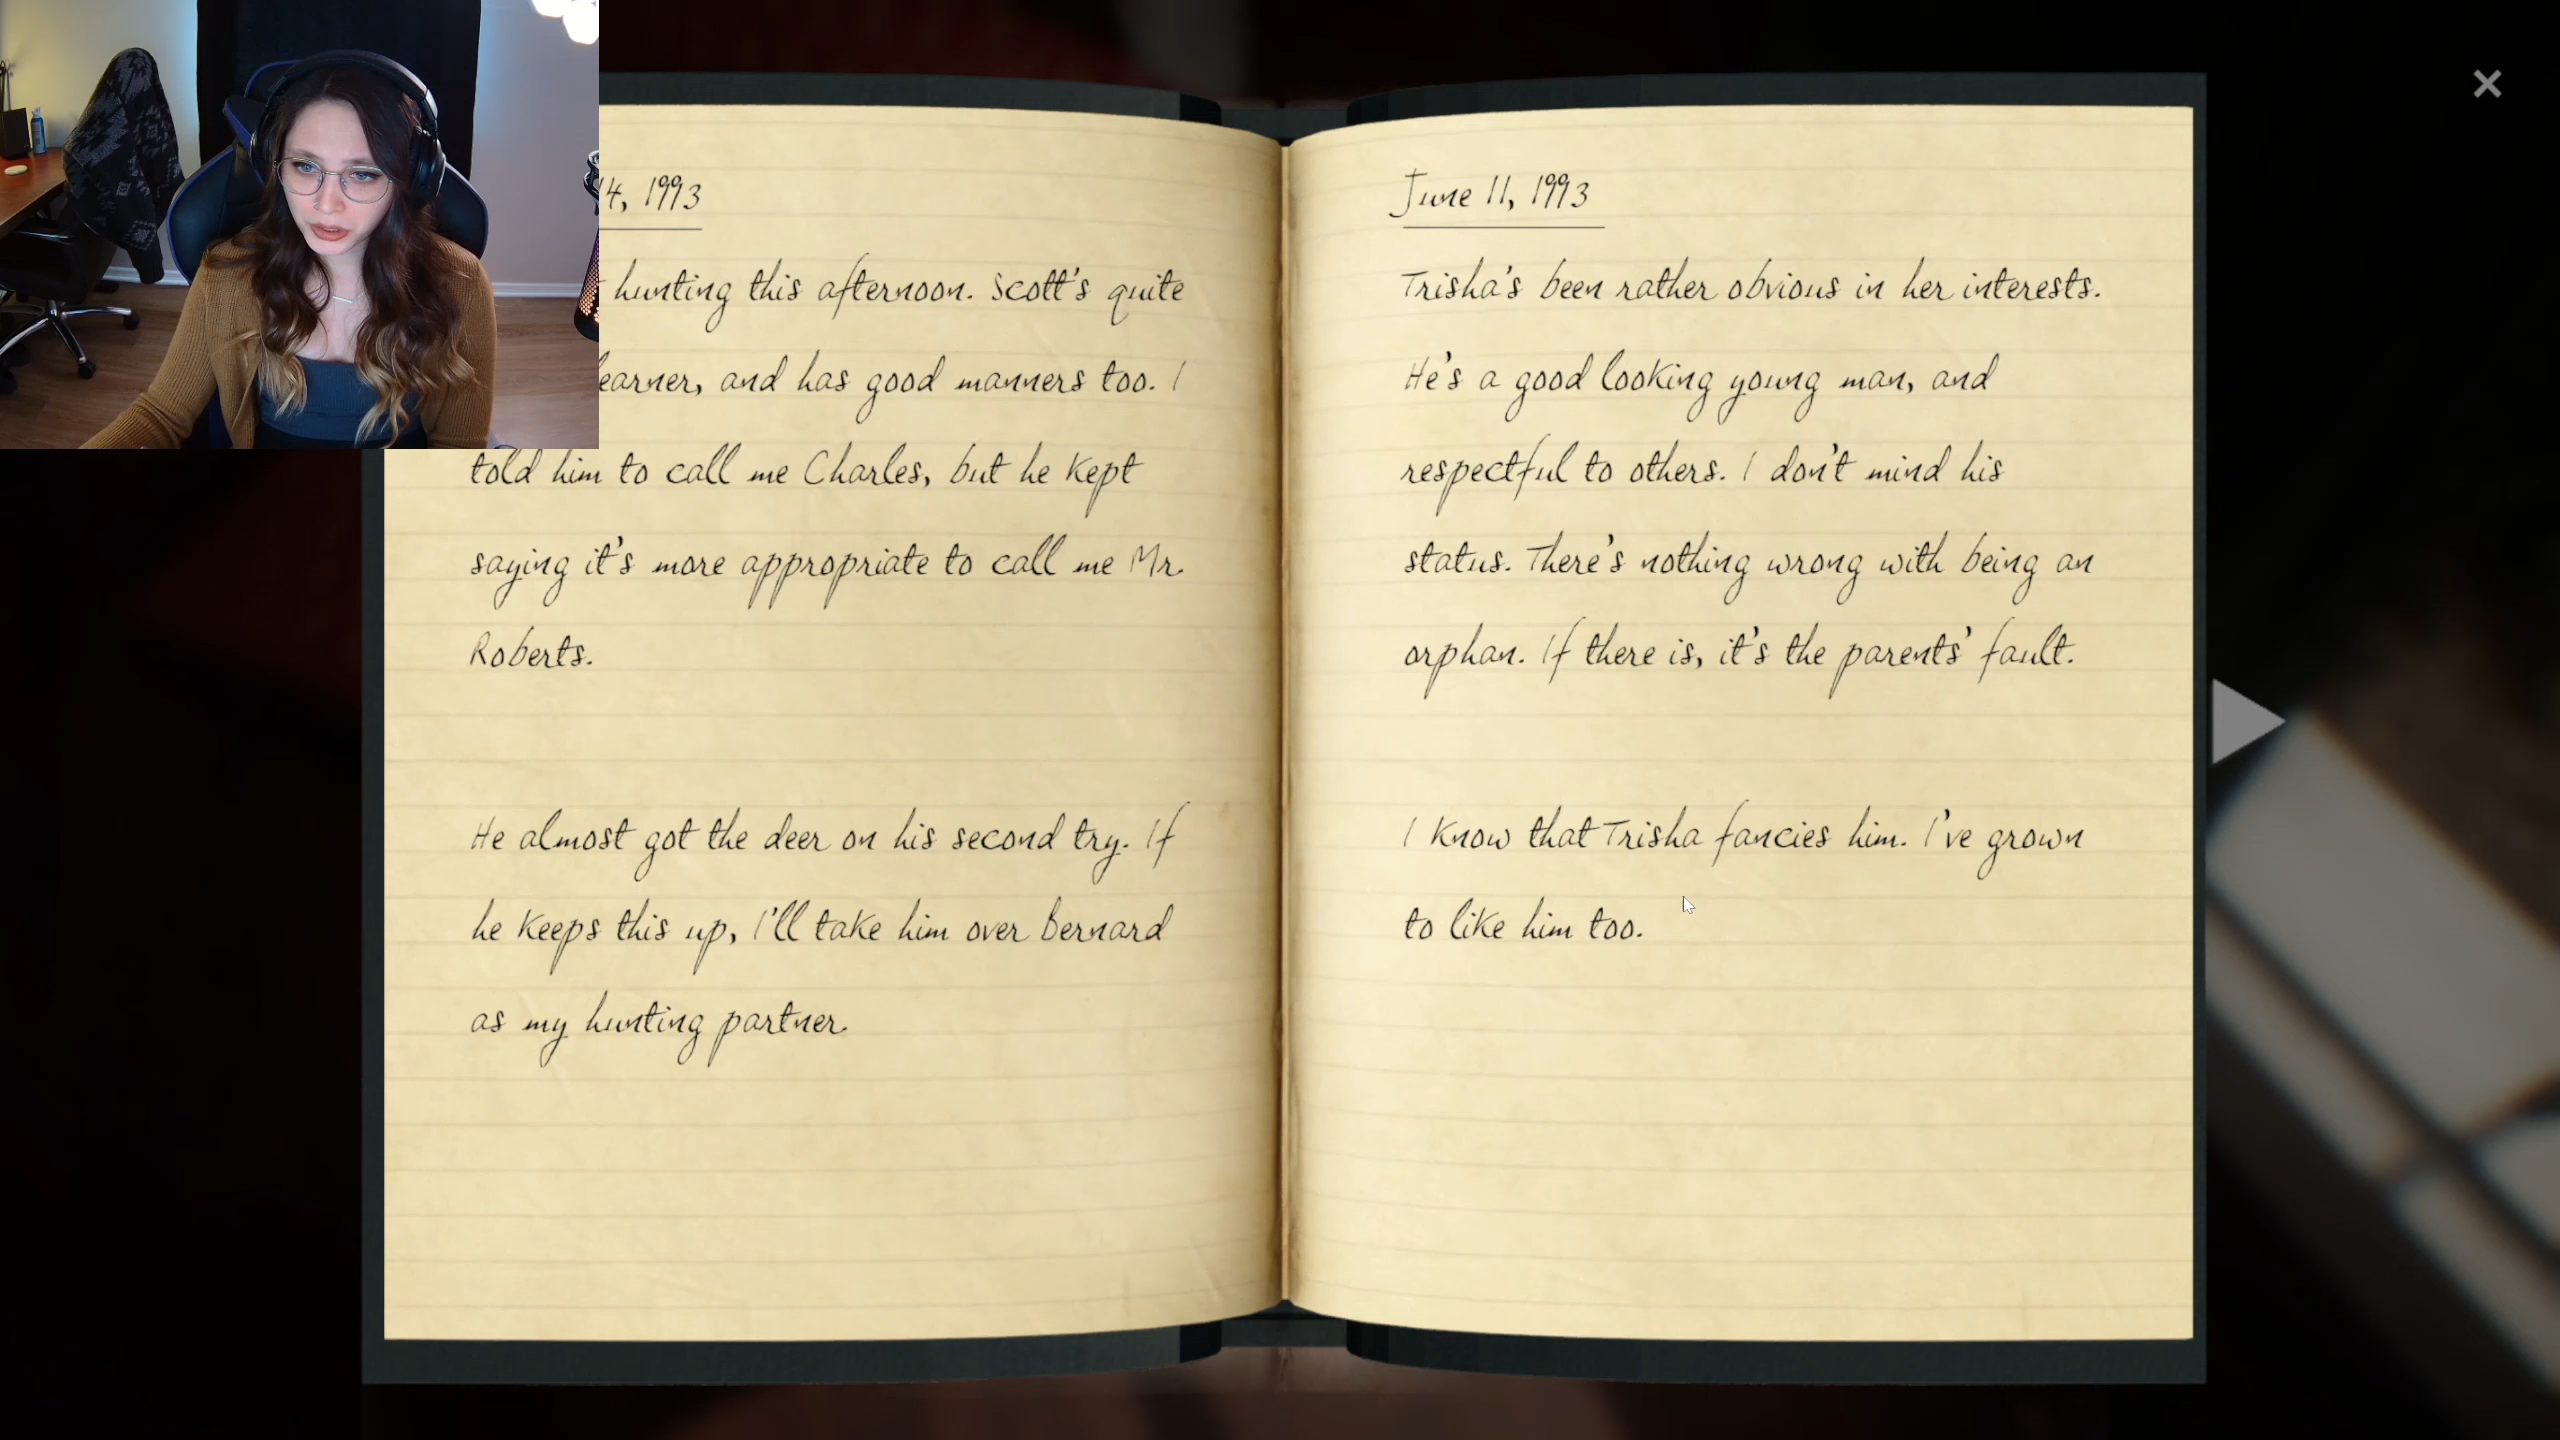 4, 1993
hunting this afternoon. Scott's quite
earner, and has good manners too. I
told him to call me Charles, but he kept
saying it's more appropriate to call me Mr.
Roberts.
He almost got the deer on his second try. If
he keeps this up, I'll take him over Bernard
as my hunting partner.
June 11, 1993
Trisha's been rather obvious in her interests.
He's a good looking young man, and
respectful to others. I don't mind his
status. There's nothing wrong with being an
orphan. If there is, it's the parents' fault.
I know that Trisha fancies him. I've grown
to like him too.